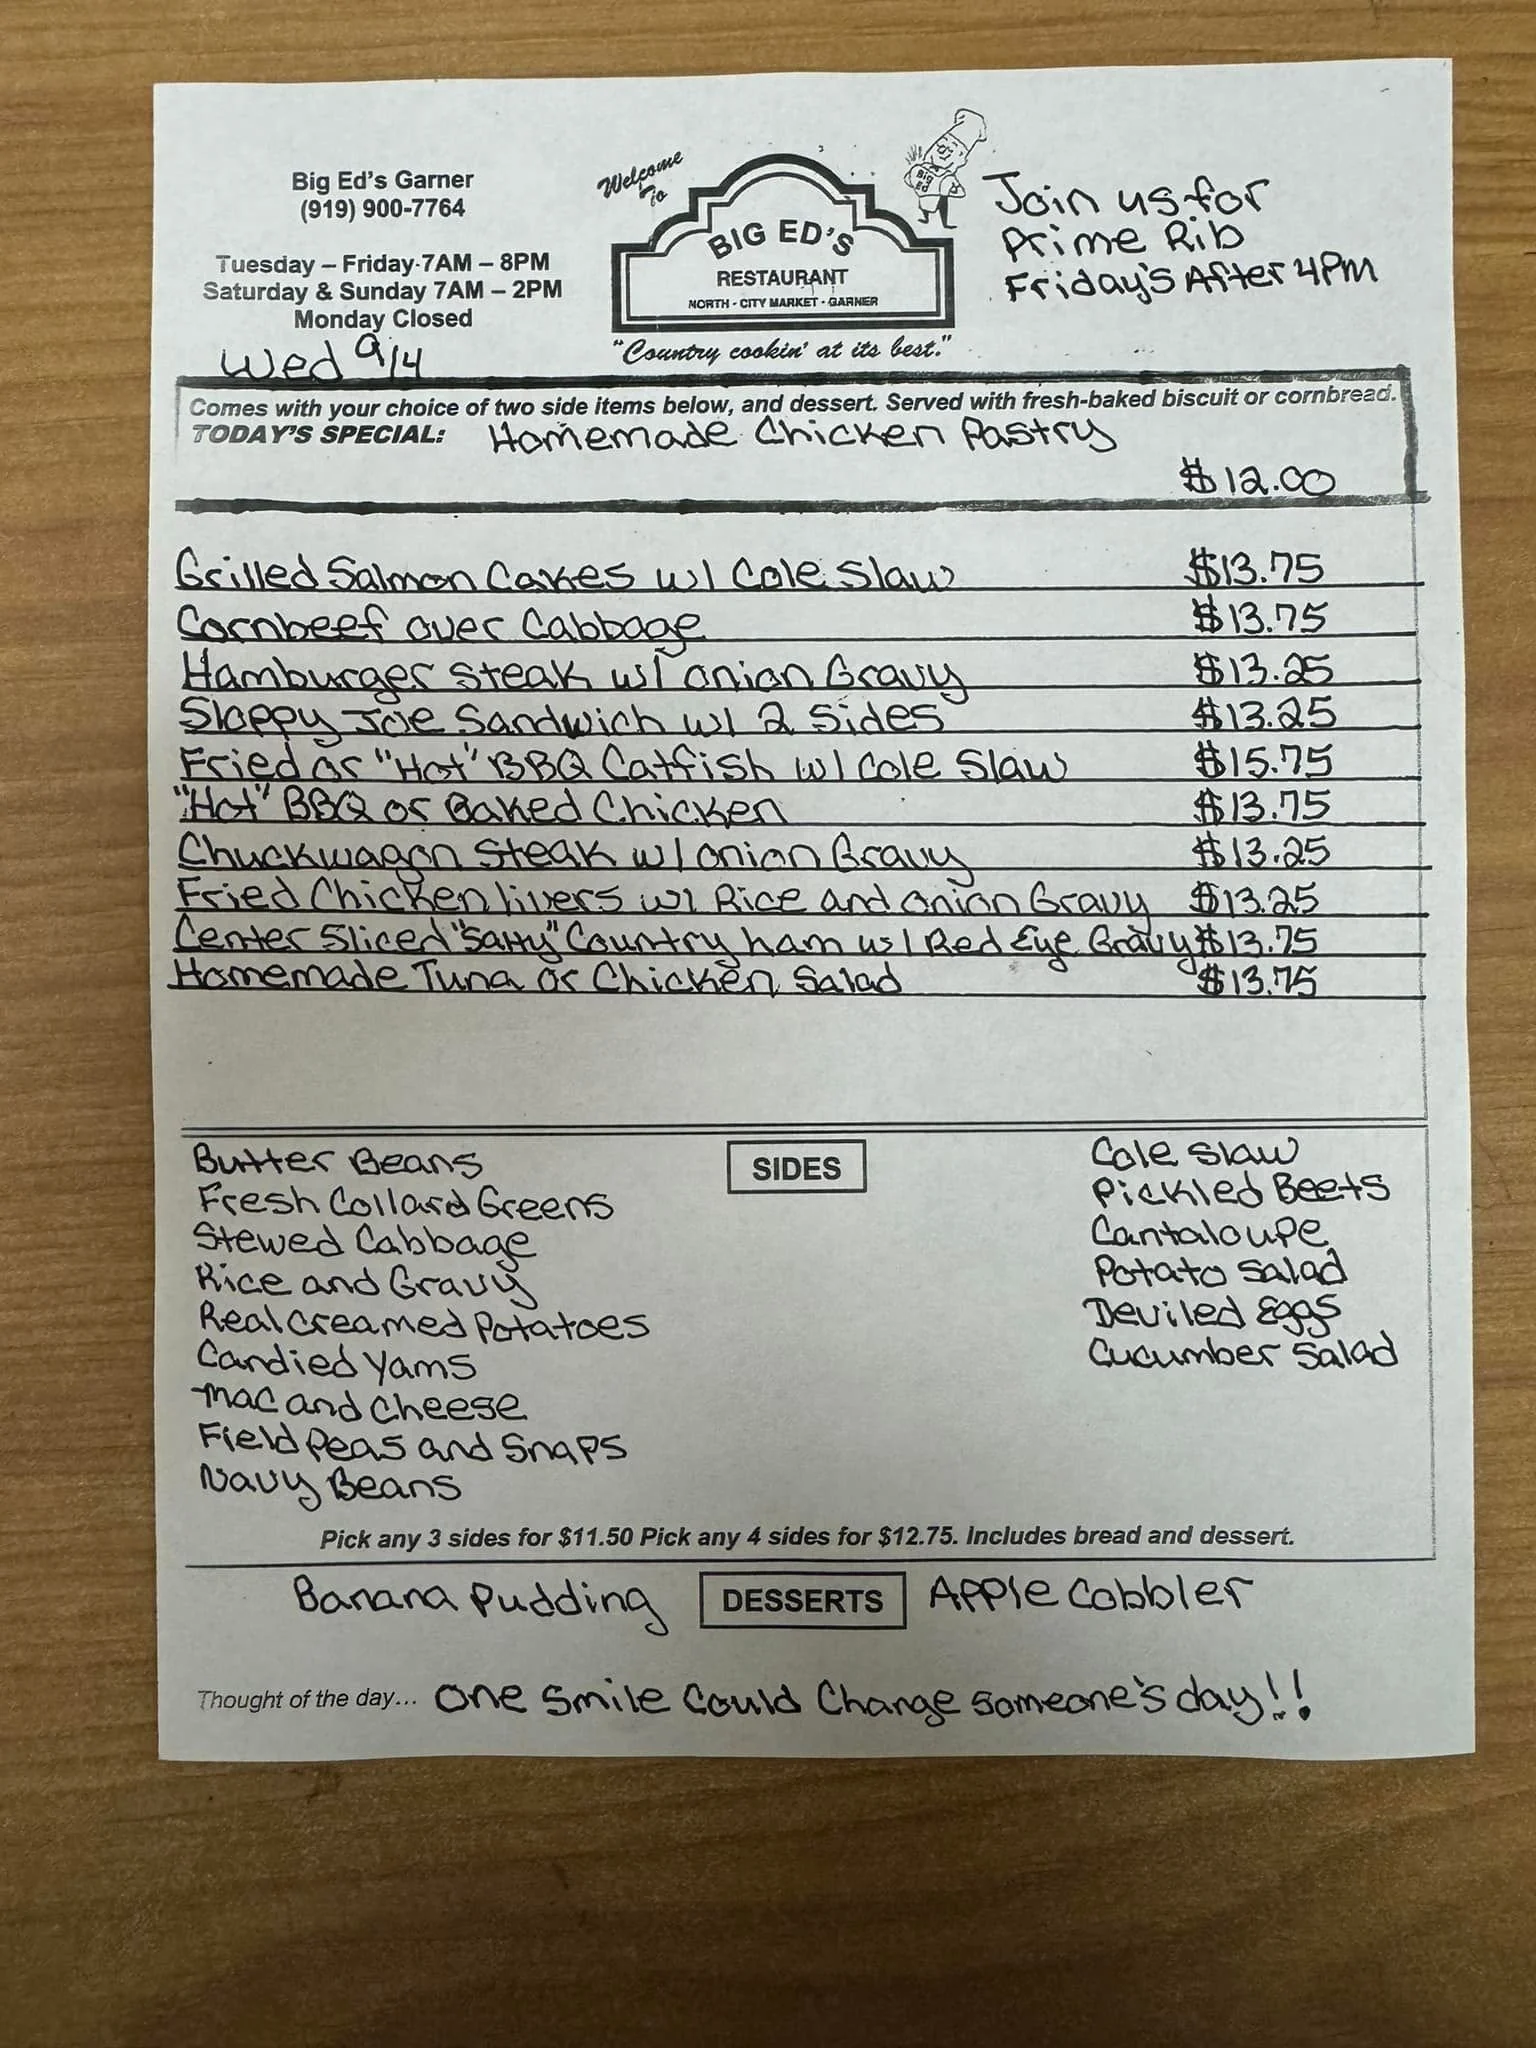 Big Ed's Garner
(919) 900-7764
Tuesday – Friday 7AM – 8PM
Saturday & Sunday 7AM – 2PM
Monday Closed
Wed 9/4
Welcome
To
BIG ED'S
RESTAURANT
NORTH - CITY MARKET - GARNER
"Country cookin' at its best."
Big
Ed
Join us for
Prime Rib
Friday's After 4PM
Comes with your choice of two side items below, and dessert. Served with fresh-baked biscuit or cornbread.
TODAY'S SPECIAL: Homemade Chicken Pastry
$12.00
Grilled Salmon Cakes w/ Cole Slaw $13.75
Cornbeef over Cabbage $13.75
Hamburger Steak w/ onion Gravy $13.25
Sloppy Joe Sandwich w/ 2 Sides $13.25
Fried or "Hot" BBQ Catfish w/ Cole Slaw $15.75
"Hot" BBQ or Baked Chicken $13.75
Chuckwagon Steak w/ onion Gravy $13.25
Fried Chicken livers w/ Rice and onion Gravy $13.25
Center Sliced "Salty" Country ham w/ Red Eye Gravy $13.75
Homemade Tuna or Chicken Salad $13.75
SIDES
Butter Beans
Fresh Collard Greens
Stewed Cabbage
Rice and Gravy
Real Creamed Potatoes
Candied Yams
Mac and Cheese
Field Peas and Snaps
Navy Beans
Cole Slaw
Pickled Beets
Cantaloupe
Potato Salad
Deviled Eggs
Cucumber Salad
Pick any 3 sides for $11.50 Pick any 4 sides for $12.75. Includes bread and dessert.
Banana Pudding DESSERTS Apple Cobbler
Thought of the day... One Smile Could Change Someone's day!!